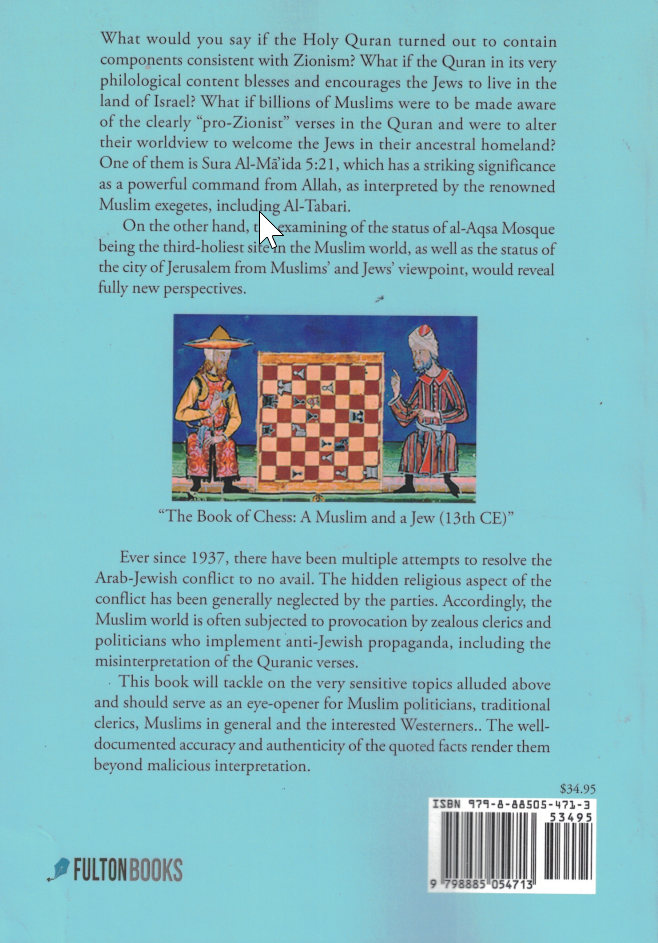 What would you say if the Holy Quran turned out to contain
components consistent with Zionism? What if the Quran in its very
philological content blesses and encourages the Jews to live in the
land of Israel? What if billions of Muslims were to be made aware
of the clearly “pro-Zionist” verses in the Quran and were to alter
their worldview to welcome the Jews in their ancestral homeland?
One of them is Sura Al-Mā’ida 5:21, which has a striking significance
as a powerful command from Allah, as interpreted by the renowned
Muslim exegetes, including Al-Tabari.
On the other hand, examining of the status of al-Aqsa Mosque
being the third-holiest site in the Muslim world, as well as the status of
the city of Jerusalem from Muslims’ and Jews’ viewpoint, would reveal
fully new perspectives.
“The Book of Chess: A Muslim and a Jew (13th CE)”
Ever since 1937, there have been multiple attempts to resolve the
Arab-Jewish conflict to no avail. The hidden religious aspect of the
conflict has been generally neglected by the parties. Accordingly, the
Muslim world is often subjected to provocation by zealous clerics and
politicians who implement anti-Jewish propaganda, including the
misinterpretation of the Quranic verses.
This book will tackle on the very sensitive topics alluded above
and should serve as an eye-opener for Muslim politicians, traditional
clerics, Muslims in general and the interested Westerners.. The well-
documented accuracy and authenticity of the quoted facts render them
beyond malicious interpretation.
$34.95
ISBN 979-8-88505-471-3
53495
9 798885 054713
FULTONBOOKS